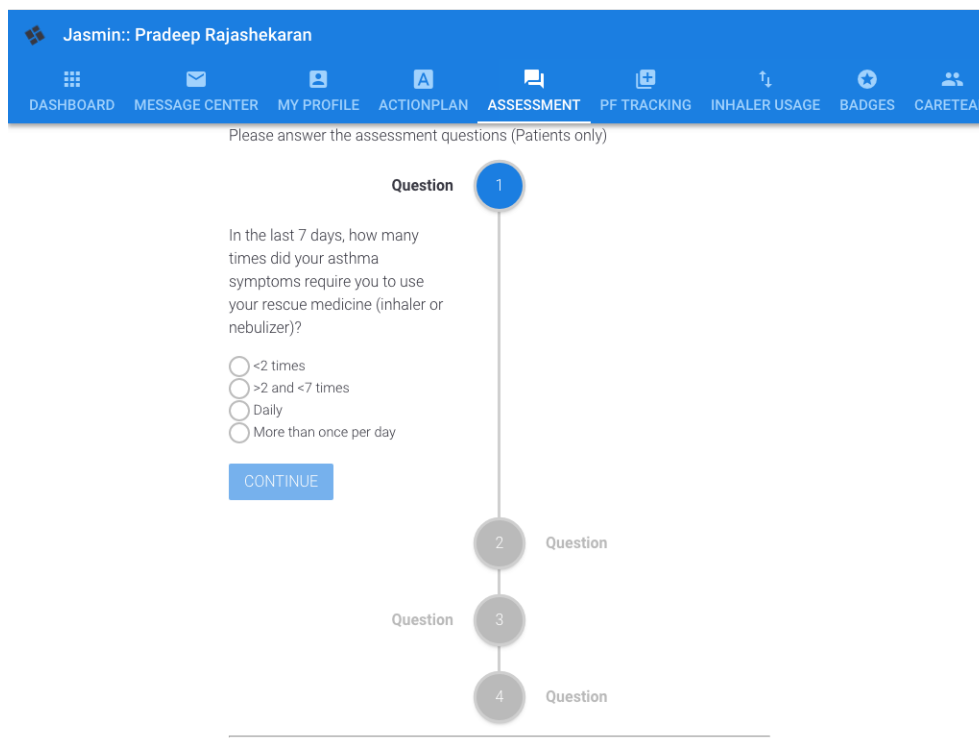 Jasmin:: Pradeep Rajashekaran
DASHBOARD MESSAGE CENTER MY PROFILE ACTIONPLAN ASSESSMENT PF TRACKING INHALER USAGE BADGES CARETEA
Please answer the assessment questions (Patients only)
Question 1
In the last 7 days, how many
times did your asthma
symptoms require you to use
your rescue medicine (inhaler or
nebulizer)?
<2 times
>2 and <7 times
Daily
More than once per day
CONTINUE
2 Question
Question 3
4 Question